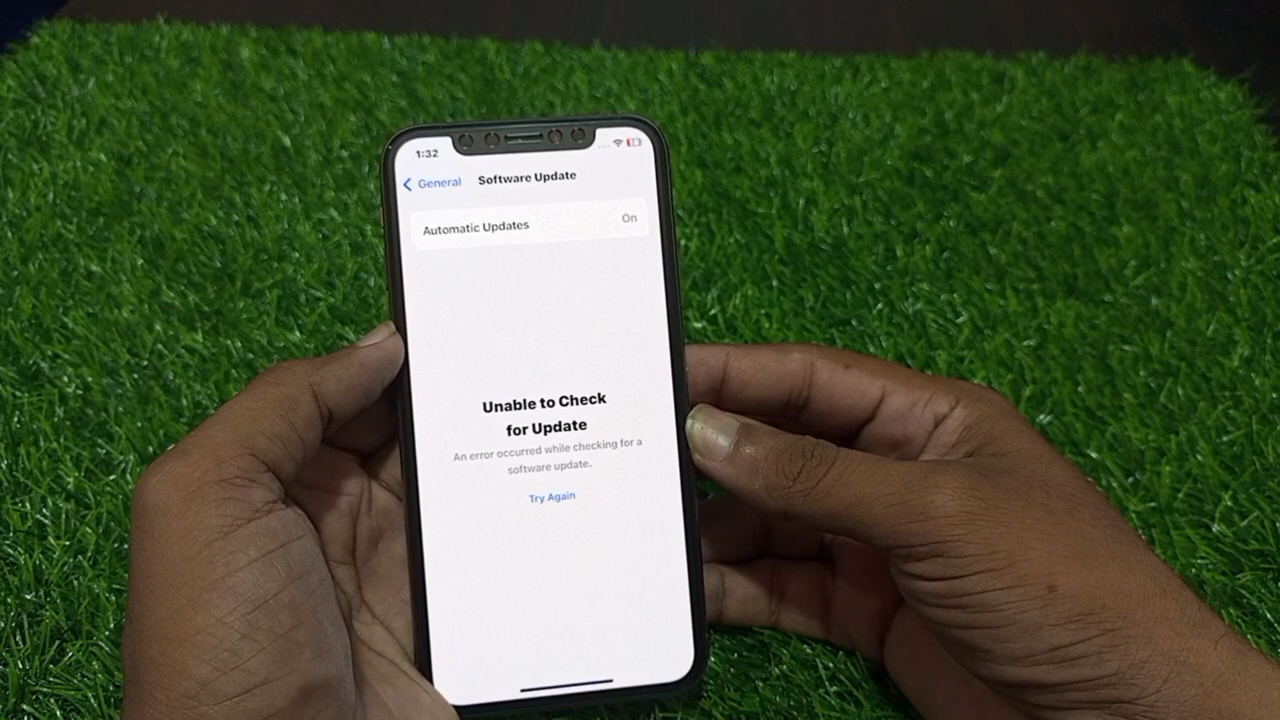 1:32
General Software Update
Automatic Updates On
Unable to Check
for Update
An error occurred while checking for a
software update.
Try Again